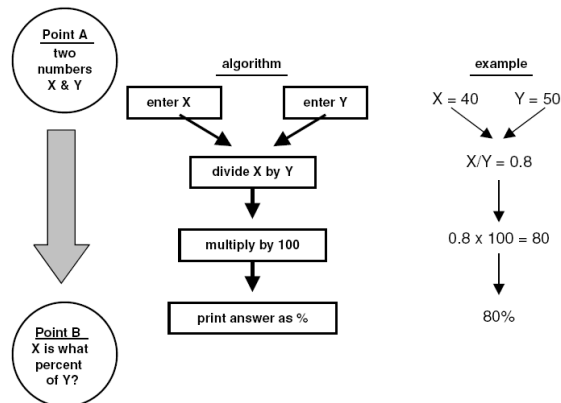 Point A
two
numbers
X & Y
algorithm
enter X
enter Y
divide X by Y
multiply by 100
print answer as %
example
X = 40
Y = 50
X/Y = 0.8
0.8 x 100 = 80
80%
Point B
X is what
percent
of Y?